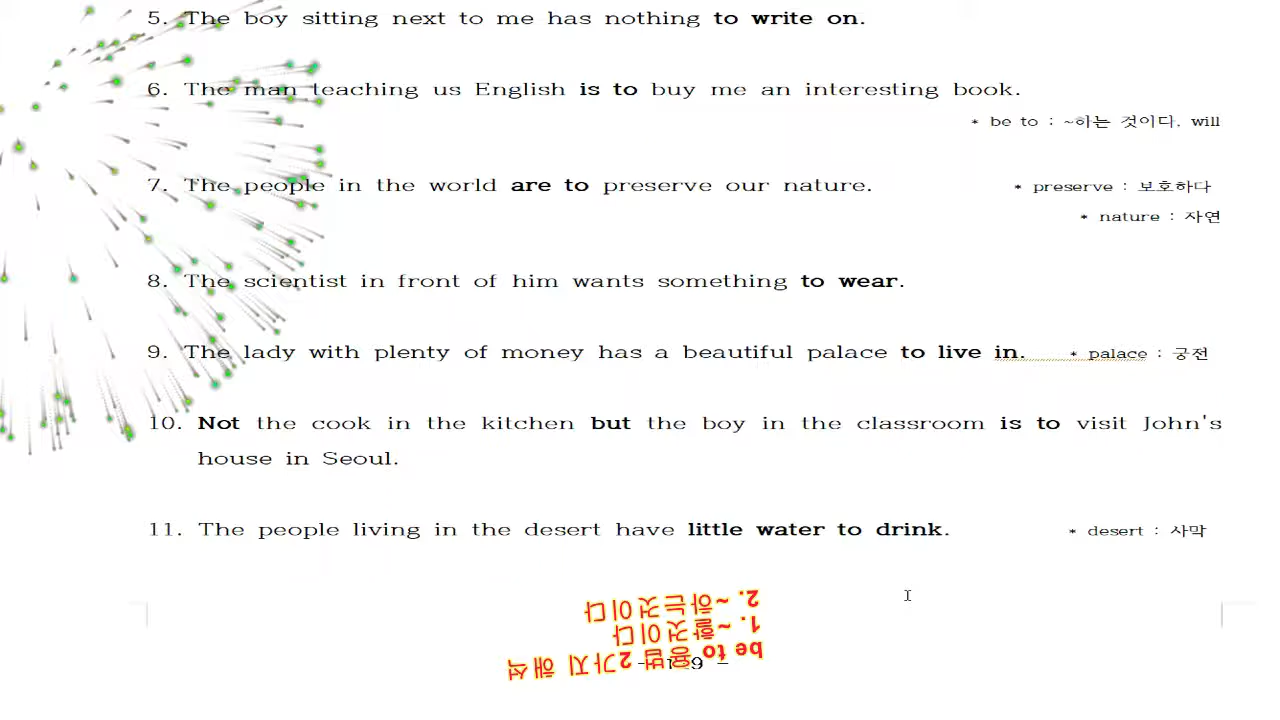 5. The boy sitting next to me has nothing to write on.
6. The man teaching us English is to buy me an interesting book.
* be to : ~하는 것이다, will
7. The people in the world are to preserve our nature. * preserve : 보호하다
* nature : 자연
8. The scientist in front of him wants something to wear.
9. The lady with plenty of money has a beautiful palace to live in. * palace : 궁전
10. Not the cook in the kitchen but the boy in the classroom is to visit John's
house in Seoul.
11. The people living in the desert have little water to drink. * desert : 사막
be to 용법 2가지 해석
1. ~할것이다
2. ~하는것이다